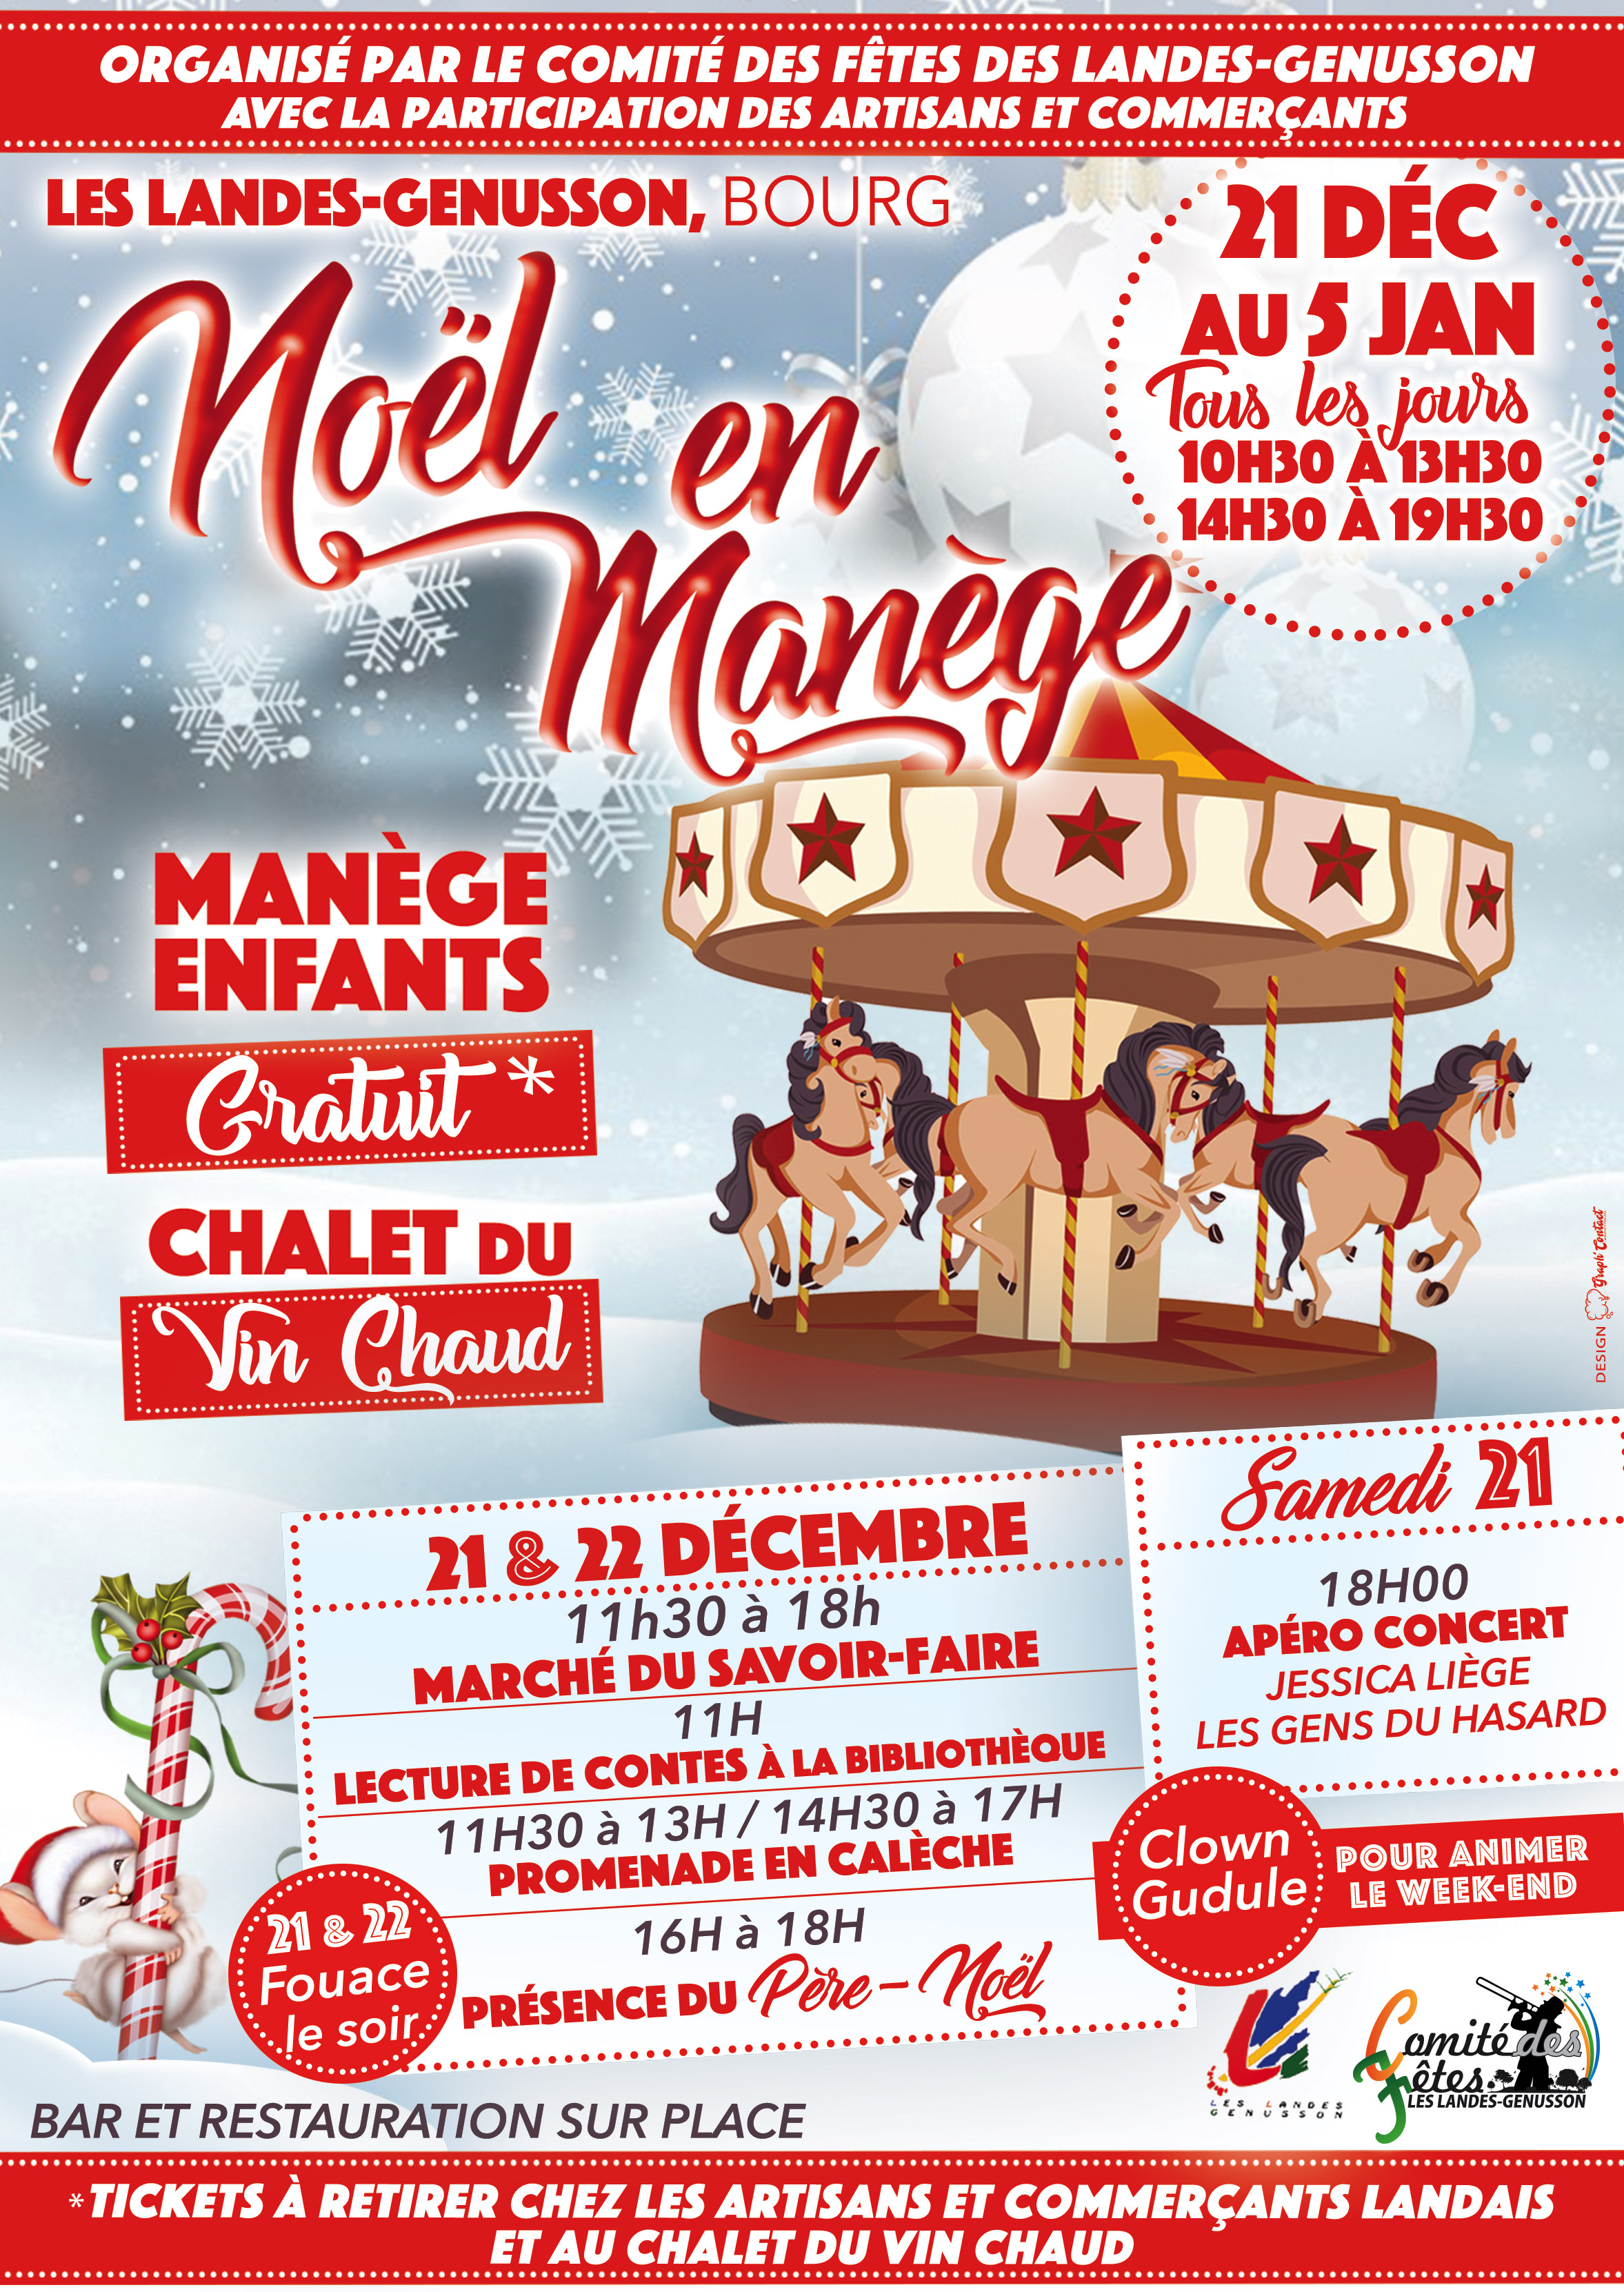 ORGANISÉ PAR LE COMITÉ DES FÊTES DES LANDES-GENUSSON
AVEC LA PARTICIPATION DES ARTISANS ET COMMERÇANTS
LES LANDES-GENUSSON, BOURG
21 DÉC
AU 5 JAN
Tous les jours
10H30 À 13H30
14H30 À 19H30
Noël en
Manège
MANÈGE
ENFANTS
Gratuit *
CHALET DU
Vin Chaud
DESIGN Graph'Contact
21 & 22 DÉCEMBRE
11h30 à 18h
MARCHÉ DU SAVOIR-FAIRE
11H
LECTURE DE CONTES À LA BIBLIOTHÈQUE
11H30 à 13H / 14H30 à 17H
PROMENADE EN CALÈCHE
16H à 18H
PRÉSENCE DU Père-Noël
21 & 22
Fouace
le soir
Samedi 21
18H00
APÉRO CONCERT
JESSICA LIÈGE
LES GENS DU HASARD
Clown
Gudule
POUR ANIMER
LE WEEK-END
LES LANDES
GENUSSON
Comité des
Fêtes
LES LANDES-GENUSSON
BAR ET RESTAURATION SUR PLACE
* TICKETS À RETIRER CHEZ LES ARTISANS ET COMMERÇANTS LANDAIS
ET AU CHALET DU VIN CHAUD